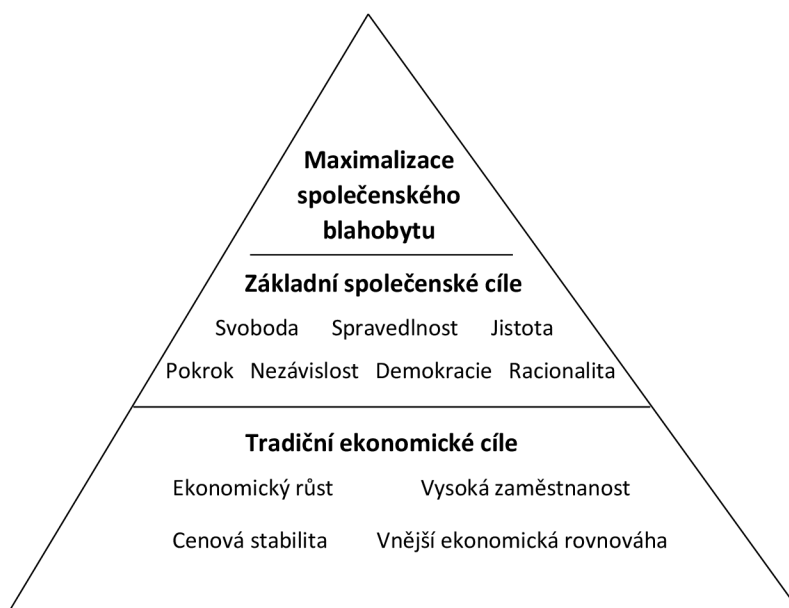 Maximalizace
společenského
blahobytu
Základní společenské cíle
Svoboda Spravedlnost Jistota
Pokrok Nezávislost Demokracie Racionalita
Tradiční ekonomické cíle
Ekonomický růst Vysoká zaměstnanost
Cenová stabilita Vnější ekonomická rovnováha